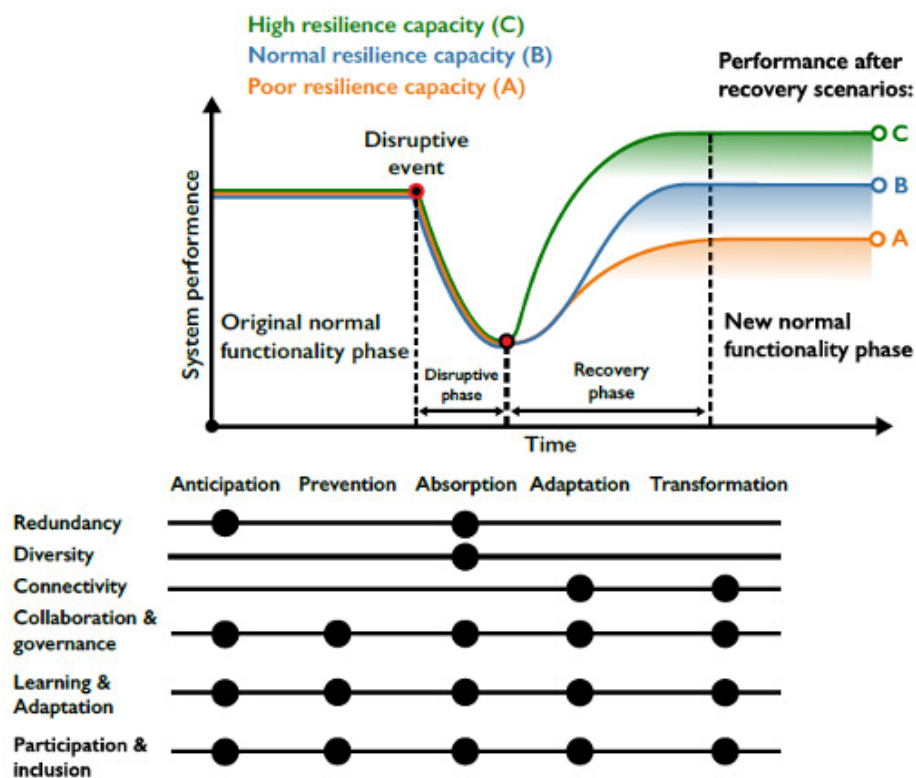 High resilience capacity (C)
Normal resilience capacity (B)
Poor resilience capacity (A)
Performance after
recovery scenarios:
Disruptive
event
C
B
A
System performence
Original normal
functionality phase
Disruptive
phase
Recovery
phase
New normal
functionality phase
Time
Anticipation Prevention Absorption Adaptation Transformation
Redundancy
Diversity
Connectivity
Collaboration &
governance
Learning &
Adaptation
Participation &
inclusion